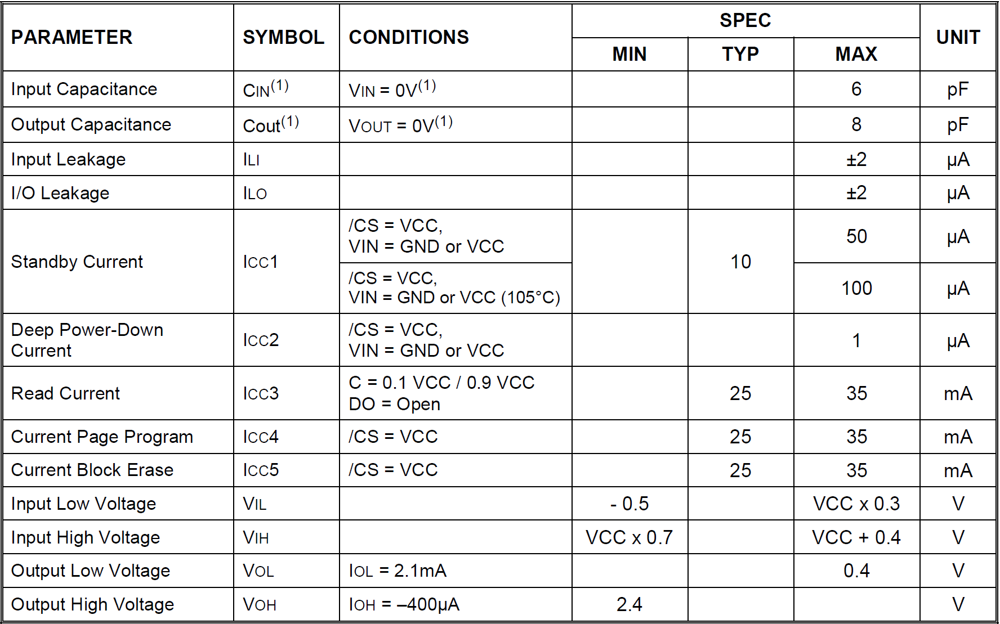 PARAMETER SYMBOL CONDITIONS SPEC UNIT
MIN TYP MAX
Input Capacitance CIN(1) VIN = 0V(1) 6 pF
Output Capacitance Cout(1) VOUT = 0V(1) 8 pF
Input Leakage ILI ±2 µA
I/O Leakage ILO ±2 µA
Standby Current ICC1 /CS = VCC,
VIN = GND or VCC 10 50 µA
/CS = VCC,
VIN = GND or VCC (105°C) 100 µA
Deep Power-Down
Current ICC2 /CS = VCC,
VIN = GND or VCC 1 µA
Read Current ICC3 C = 0.1 VCC / 0.9 VCC
DO = Open 25 35 mA
Current Page Program ICC4 /CS = VCC 25 35 mA
Current Block Erase ICC5 /CS = VCC 25 35 mA
Input Low Voltage VIL - 0.5 VCC x 0.3 V
Input High Voltage VIH VCC x 0.7 VCC + 0.4 V
Output Low Voltage VOL IOL = 2.1mA 0.4 V
Output High Voltage VOH IOH = –400µA 2.4 V